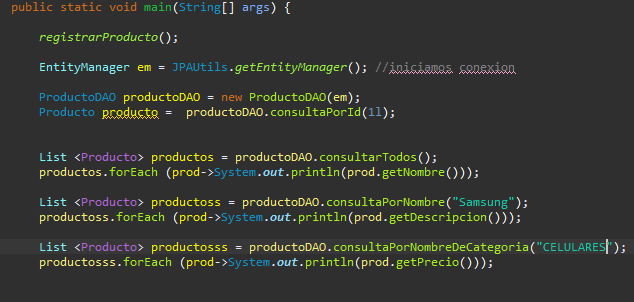 public static void main(String[] args) {
registrarProducto();
EntityManager em = JPAUtils.getEntityManager(); //iniciamos conexion
ProductoDAO productoDAO = new ProductoDAO(em);
Producto producto =  productoDAO.consultaPorId(1l);
List <Producto> productos = productoDAO.consultarTodos();
productos.forEach (prod->System.out.println(prod.getNombre()));
List <Producto> productoss = productoDAO.consultaPorNombre("Samsung");
productoss.forEach (prod->System.out.println(prod.getDescripcion()));
List <Producto> productosss = productoDAO.consultaPorNombreDeCategoria("CELULARES");
productosss.forEach (prod->System.out.println(prod.getPrecio()));